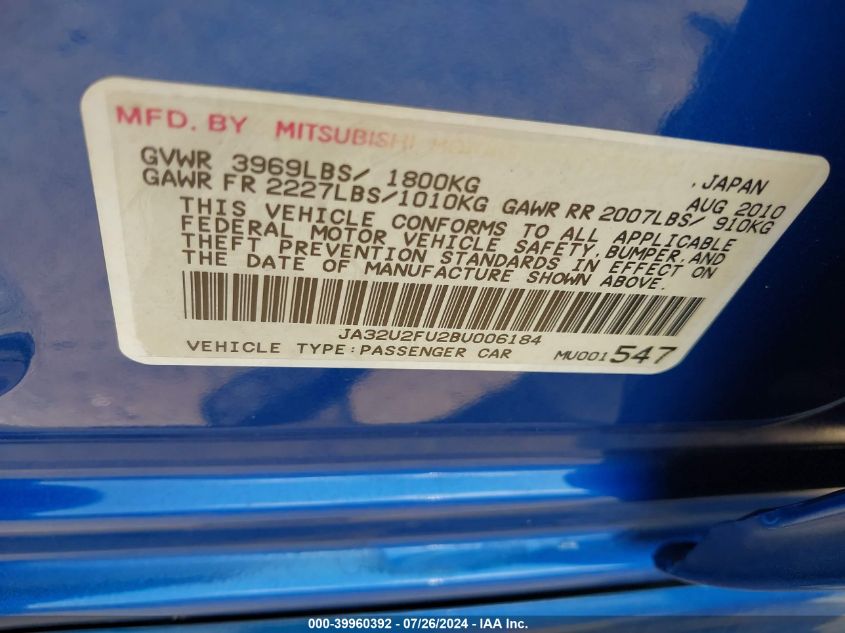 MFD. BY MITSUBISHI
GVWR 3969LBS/ 1800KG , JAPAN
GAWR FR 2227LBS/1010KG GAWR RR 2007LBS/ 910KG AUG 2010
THIS VEHICLE CONFORMS TO ALL APPLICABLE
FEDERAL MOTOR VEHICLE SAFETY, BUMPER, AND
THEFT PREVENTION STANDARDS IN EFFECT ON
THE DATE OF MANUFACTURE SHOWN ABOVE.
JA32U2FU2BU006184
VEHICLE TYPE:PASSENGER CAR MU001547
000-39960392 - 07/26/2024 - IAA Inc.